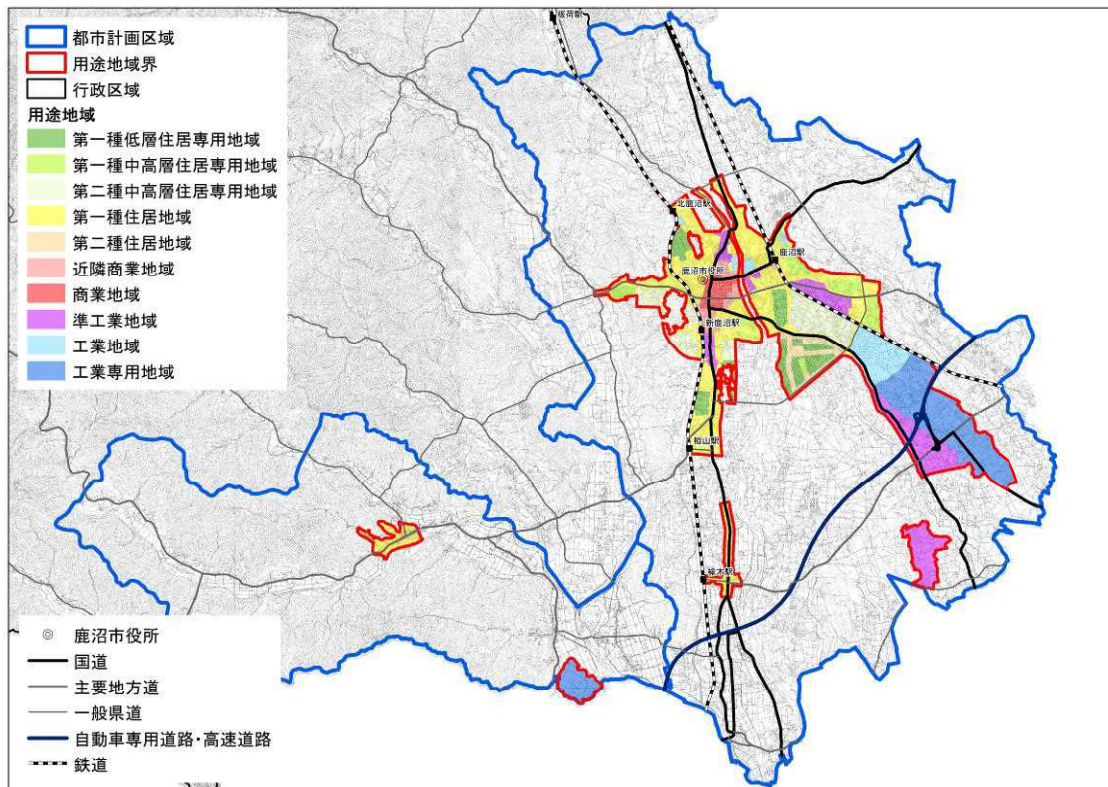 都市計画区域
用途地域界
行政区域
用途地域
第一種低層住居専用地域
第一種中高層住居専用地域
第二種中高層住居専用地域
第一種住居地域
第二種住居地域
近隣商業地域
商業地域
準工業地域
工業地域
工業専用地域
板荷駅
北鹿沼駅
鹿沼駅
鹿沼市役所
新鹿沼駅
樅山駅
楡木駅
鹿沼市役所
国道
主要地方道
一般県道
自動車専用道路・高速道路
鉄道